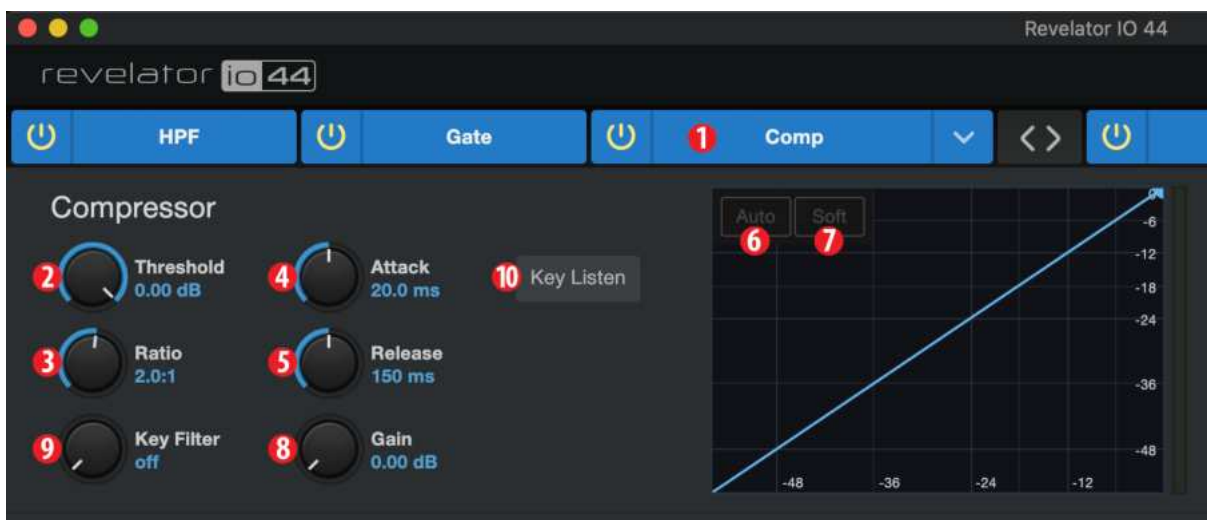 Revelator IO 44
revelator io 44
HPF
Gate
1 Comp
Compressor
2 Threshold
0.00 dB
4 Attack
20.0 ms
10 Key Listen
3 Ratio
2.0:1
5 Release
150 ms
9 Key Filter
off
8 Gain
0.00 dB
Auto Soft
6 7
-6
-12
-18
-24
-36
-48
-48 -36 -24 -12